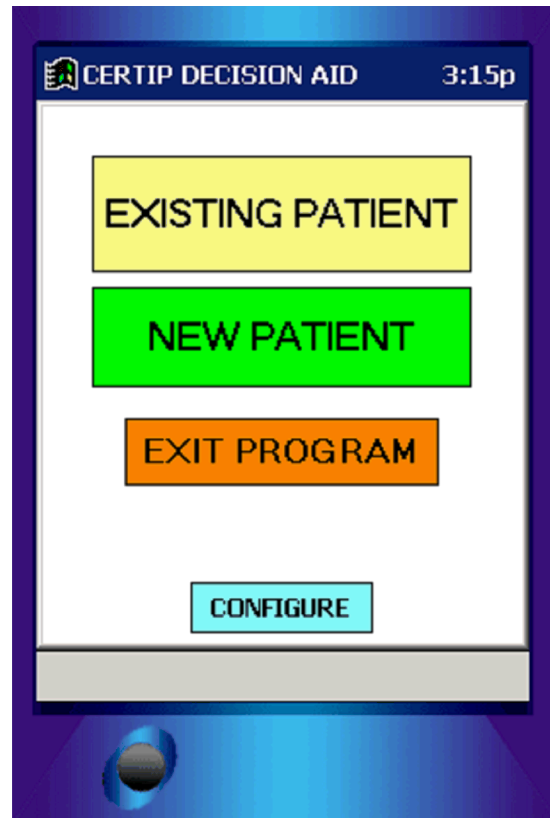 CERTIP DECISION AID 3:15p
EXISTING PATIENT
NEW PATIENT
EXIT PROGRAM
CONFIGURE